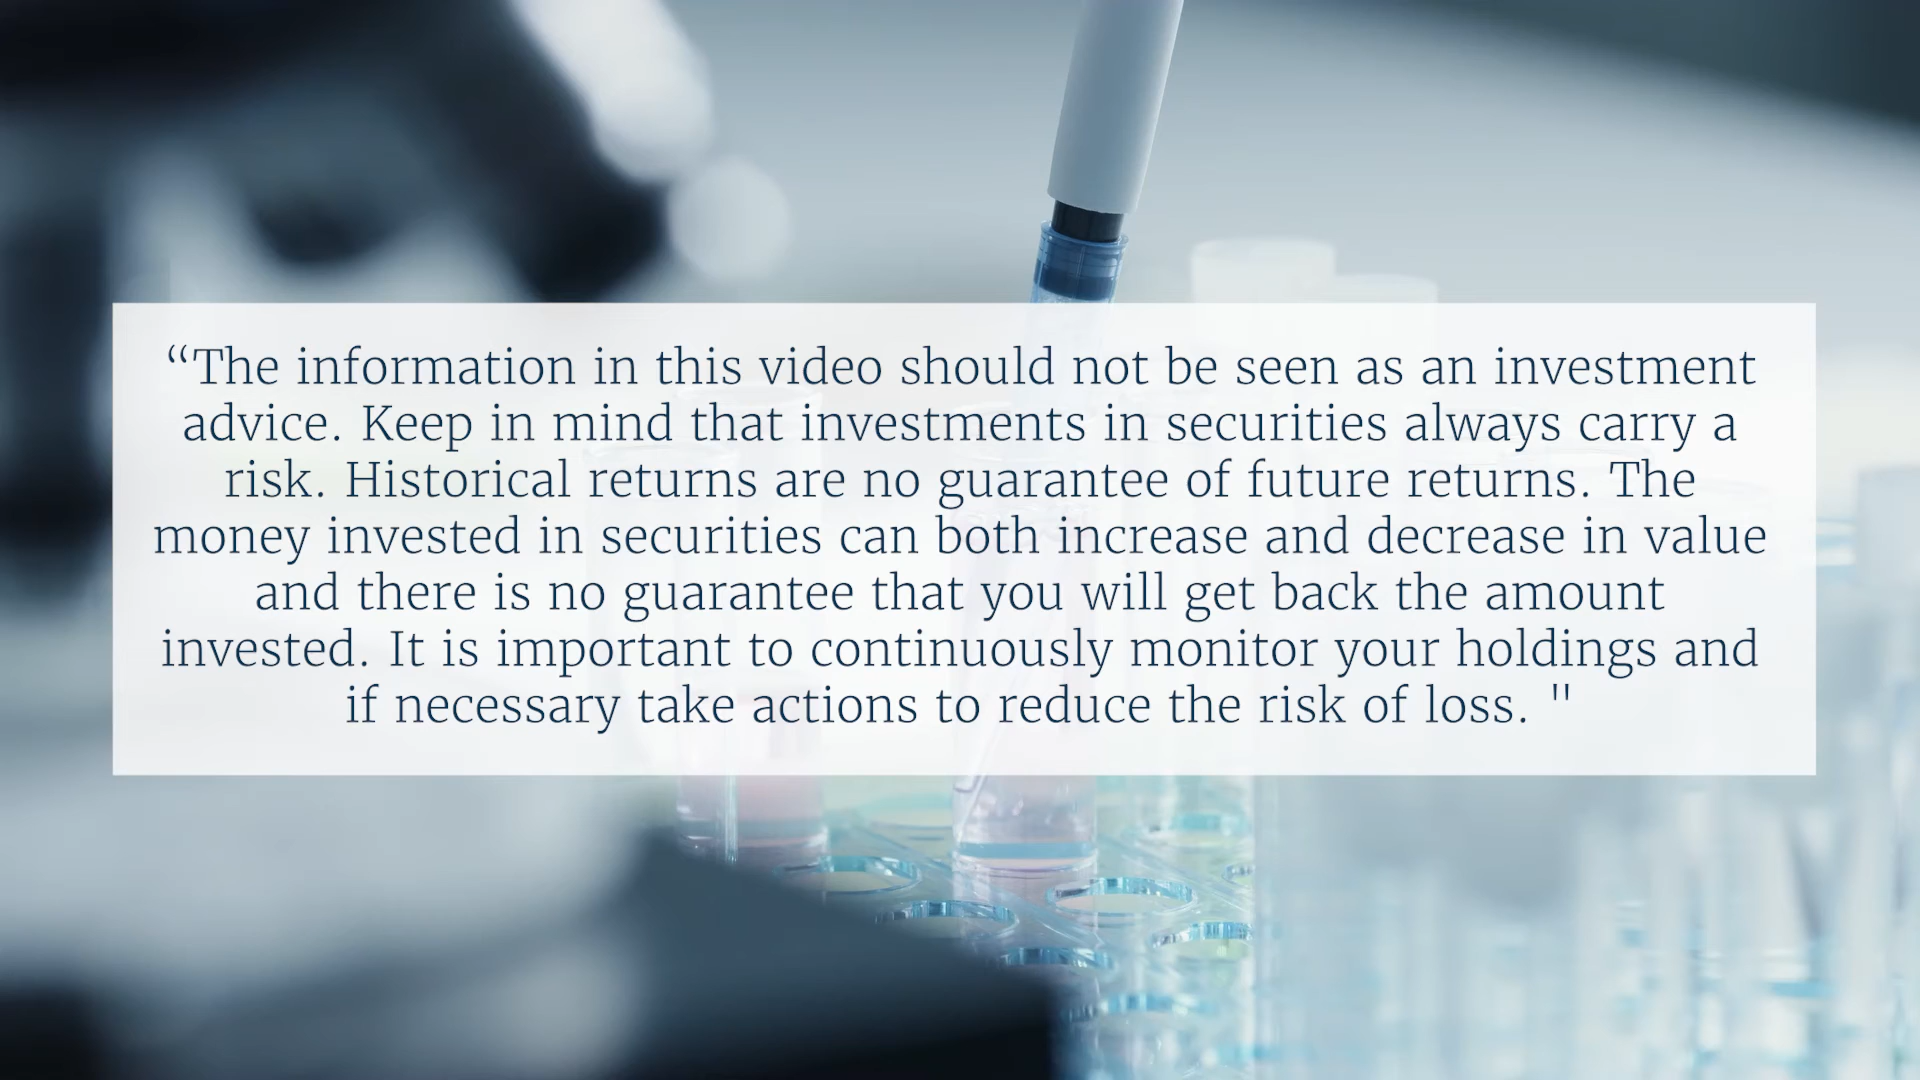 “The information in this video should not be seen as an investment
advice. Keep in mind that investments in securities always carry a
risk. Historical returns are no guarantee of future returns. The
money invested in securities can both increase and decrease in value
and there is no guarantee that you will get back the amount
invested. It is important to continuously monitor your holdings and
if necessary take actions to reduce the risk of loss. "